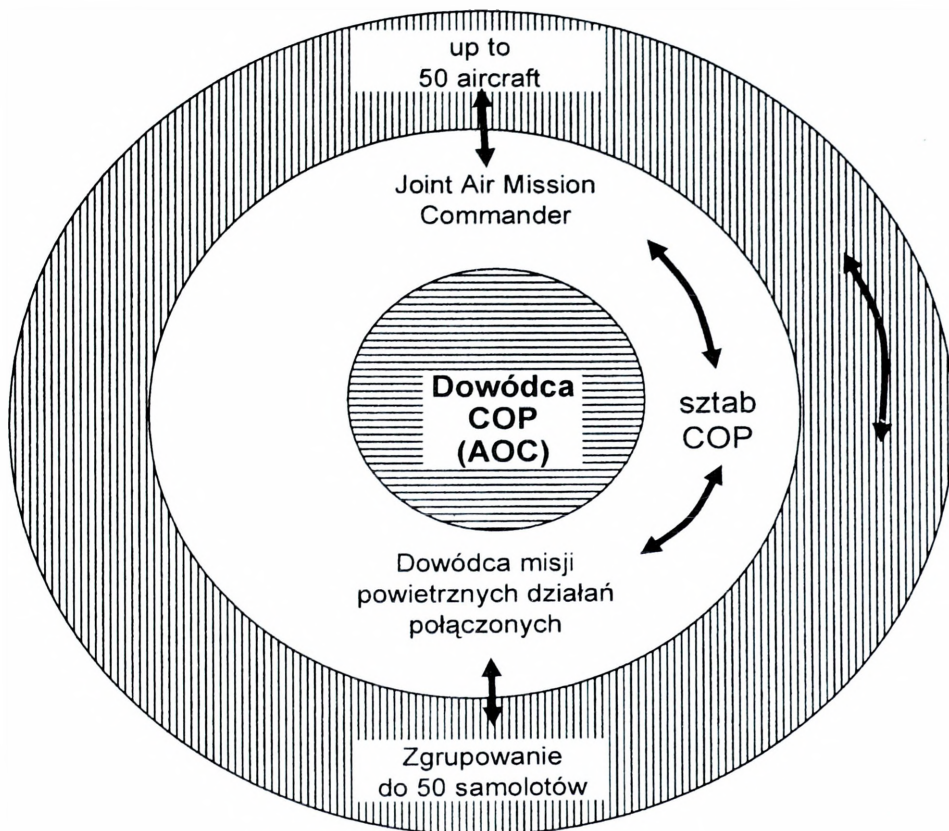 up to
50 aircraft
Joint Air Mission
Commander
Dowódca
COP
(AOC)
sztab
COP
Dowódca misji
powietrznych działań
połączonych
Zgrupowanie
do 50 samolotów